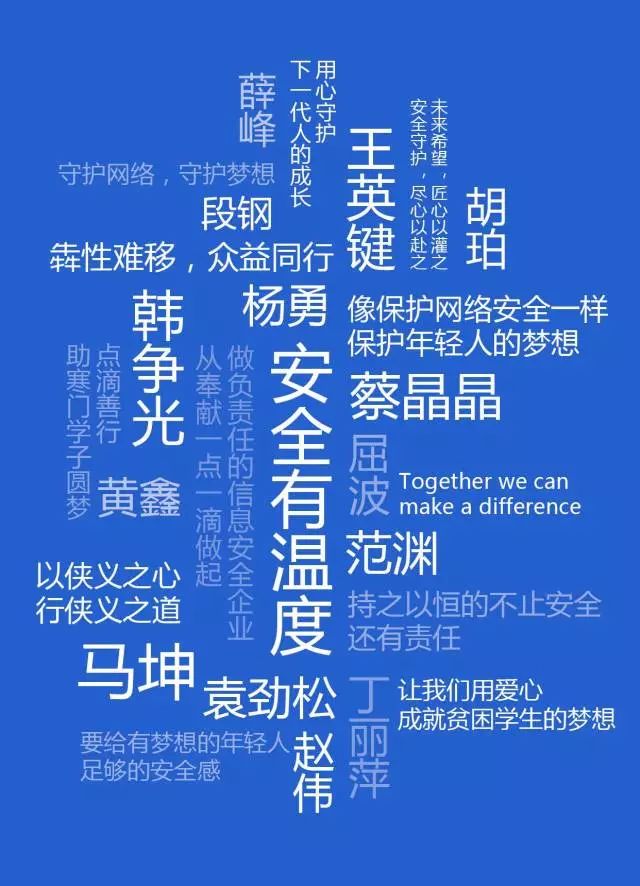 薛峰
用心守护
下一代人的成长
王英键
未来希望，匠心以灌之
安全守护，尽心以赴之
胡珀
守护网络，守护梦想
段钢
犇性难移，众益同行
杨勇
韩争光
像保护网络安全一样
保护年轻人的梦想
点滴善行
助寒门学子圆梦
做负责任的信息安全企业
从奉献一点一滴做起
安全有温度
蔡晶晶
屈波
黄鑫
Together we can
make a difference
范渊
以侠义之心
行侠义之道
持之以恒的不止安全
还有责任
马坤
袁劲松
丁丽萍
让我们用爱心
成就贫困学生的梦想
要给有梦想的年轻人
足够的安全感
赵伟